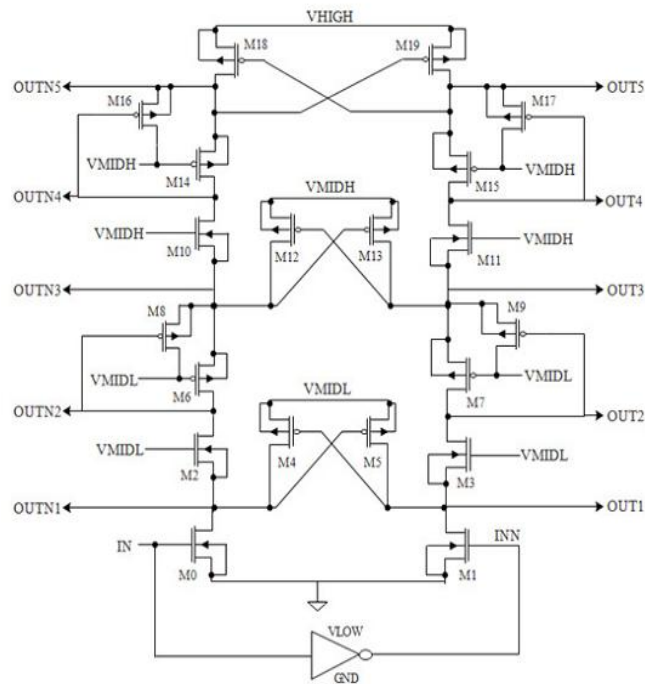 VHIGH
M18 M19
OUTN5 OUT5
M16 M17
VMIDH VMIDH
M14 VMIDH M15
OUTN4 OUT4
VMIDH VMIDH
M10 M12 M13 M11
OUTN3 OUT3
M8 M9
VMIDL VMIDL
M6 VMIDL M7
OUTN2 OUT2
VMIDL M4 M5 VMIDL
M2 M3
OUTN1 OUT1
IN INN
M0 M1
VLOW
GND